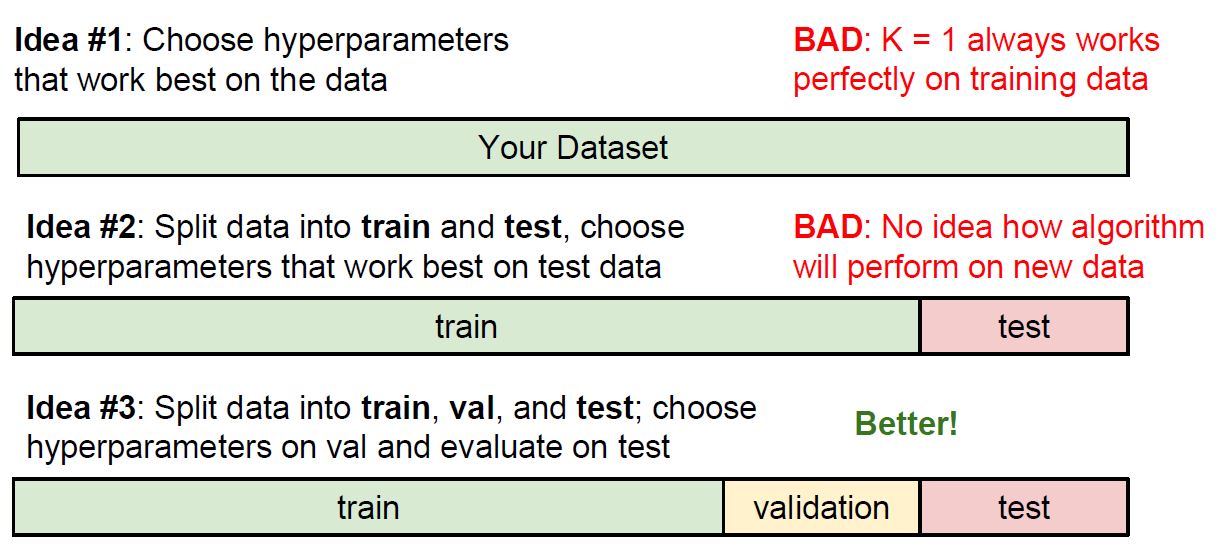 Idea #1: Choose hyperparameters
that work best on the data
BAD: K = 1 always works
perfectly on training data
Your Dataset
Idea #2: Split data into train and test, choose
hyperparameters that work best on test data
BAD: No idea how algorithm
will perform on new data
train
test
Idea #3: Split data into train, val, and test; choose
hyperparameters on val and evaluate on test
Better!
train
validation
test